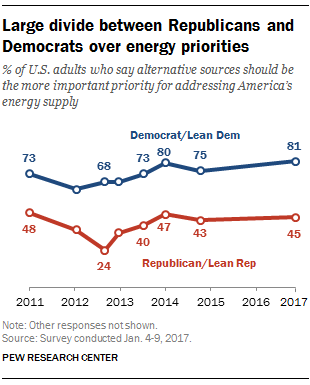 Large divide between Republicans and
Democrats over energy priorities
% of U.S. adults who say alternative sources should be
the more important priority for addressing America's
energy supply
Democrat/Lean Dem
73 68 73 80 75 81
48 24 40 47 43 45
Republican/Lean Rep
2011 2012 2013 2014 2015 2016 2017
Note: Other responses not shown.
Source: Survey conducted Jan. 4-9, 2017.
PEW RESEARCH CENTER